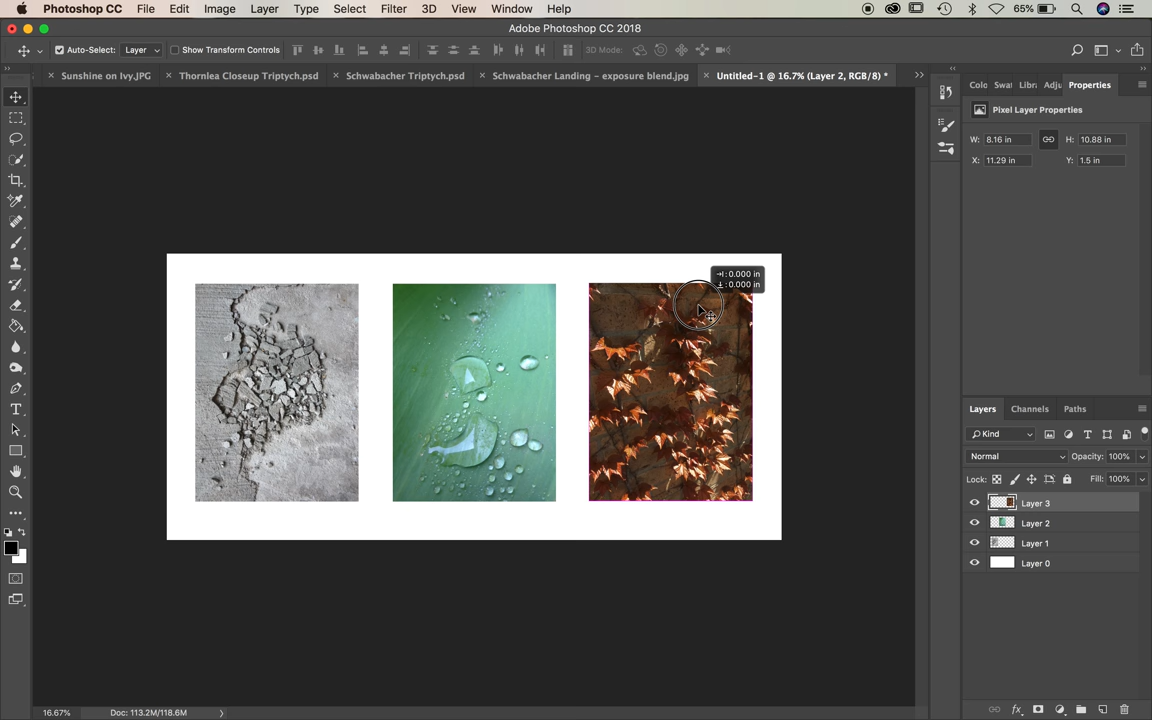 Photoshop CC File Edit Image Layer Type Select Filter 3D View Window Help 65%
Adobe Photoshop CC 2018
Auto-Select: Layer Show Transform Controls 3D Mode:
Sunshine on Ivy.JPG Thornlea Closeup Triptych.psd Schwabacher Triptych.psd Schwabacher Landing - exposure blend.jpg Untitled-1 @ 16.7% (Layer 2, RGB/8) *
Colo Swat Libra Adju Properties
Pixel Layer Properties
W: 8.16 in H: 10.88 in
X: 11.29 in Y: 1.5 in
: 0.000 in
: 0.000 in
Layers Channels Paths
Kind
Normal Opacity: 100%
Lock: Fill: 100%
Layer 3
Layer 2
Layer 1
Layer 0
16.67% Doc: 113.2M/118.6M